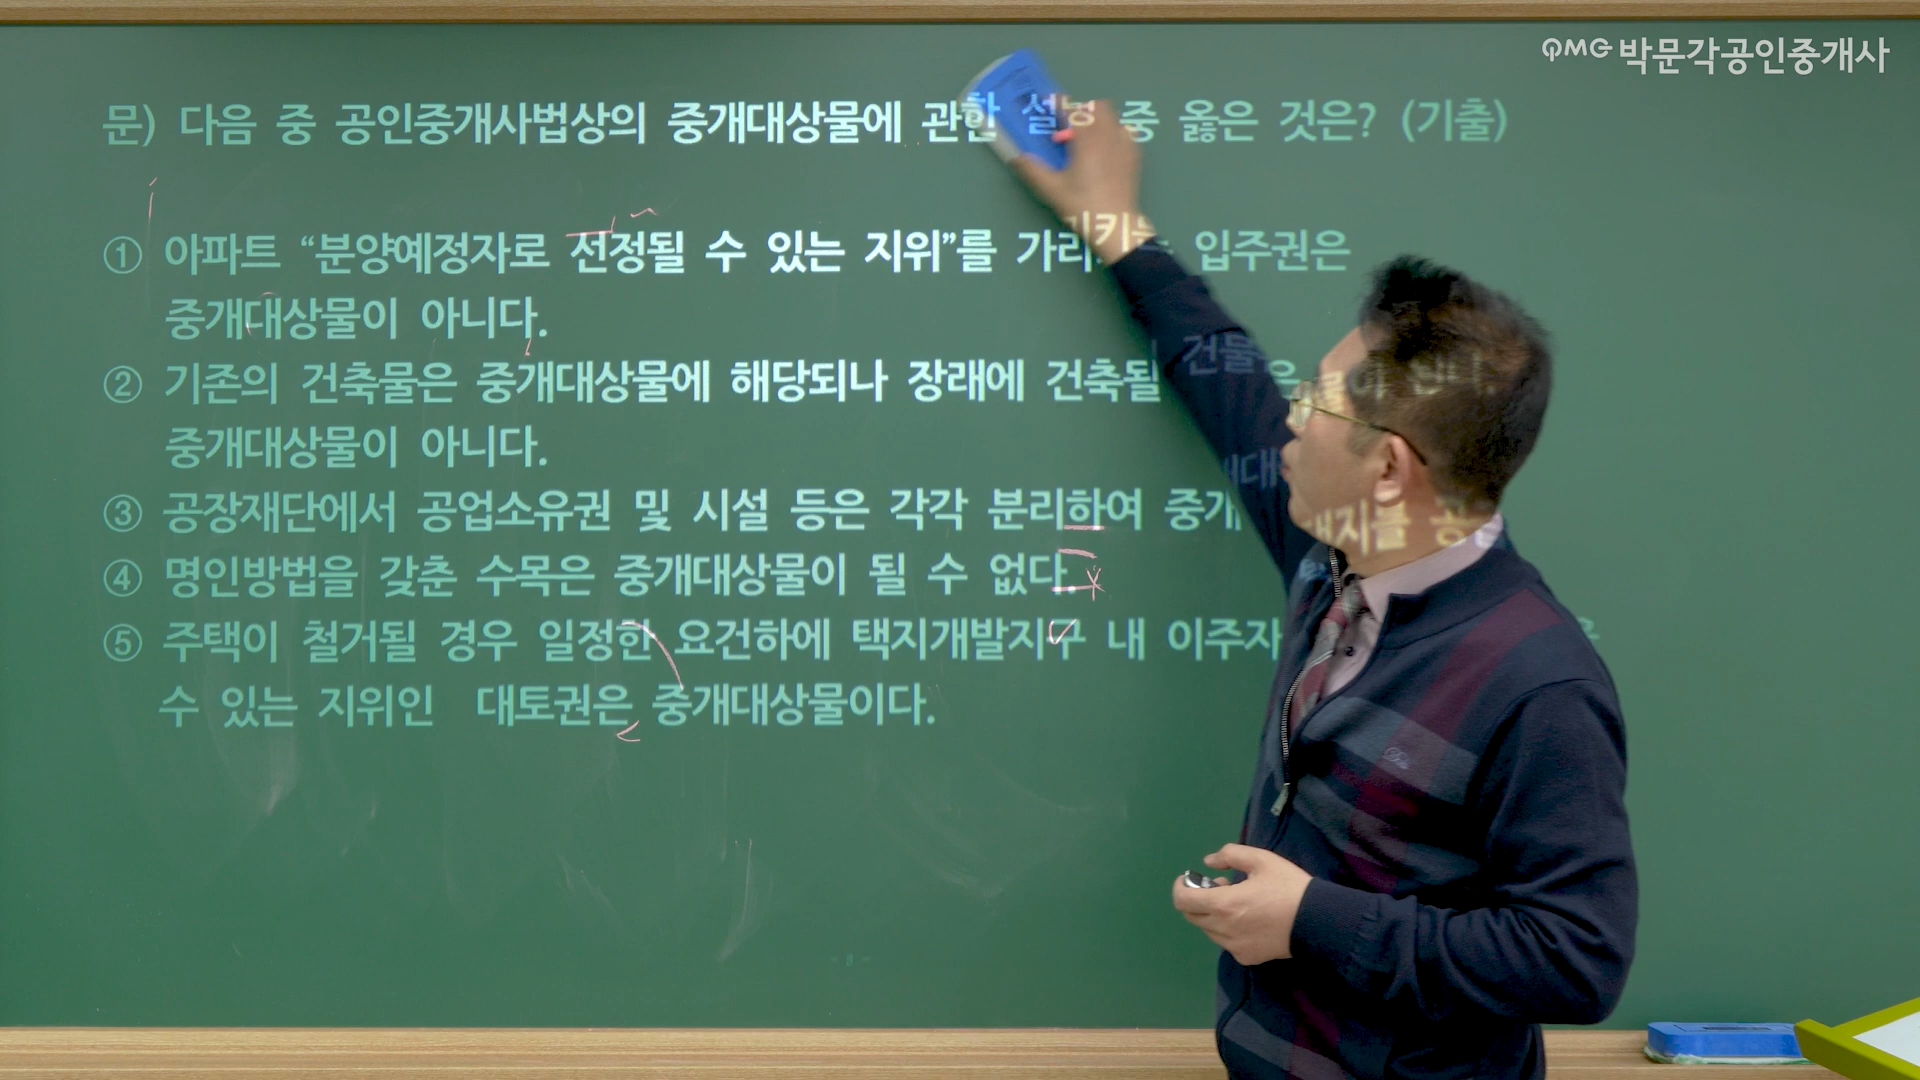 박문각공인중개사
문) 다음 중 공인중개사법상의 중개대상물에 관한 설명 중 옳은 것은? (기출)
① 아파트 “분양예정자로 선정될 수 있는 지위”를 가리키는 입주권은
중개대상물이 아니다.
② 기존의 건축물은 중개대상물에 해당되나 장래에 건축될 건물은
중개대상물이 아니다.
③ 공장재단에서 공업소유권 및 시설 등은 각각 분리하여 중개
④ 명인방법을 갖춘 수목은 중개대상물이 될 수 없다.
⑤ 주택이 철거될 경우 일정한 요건하에 택지개발지구 내 이주자 택지를 공
수 있는 지위인 대토권은 중개대상물이다.